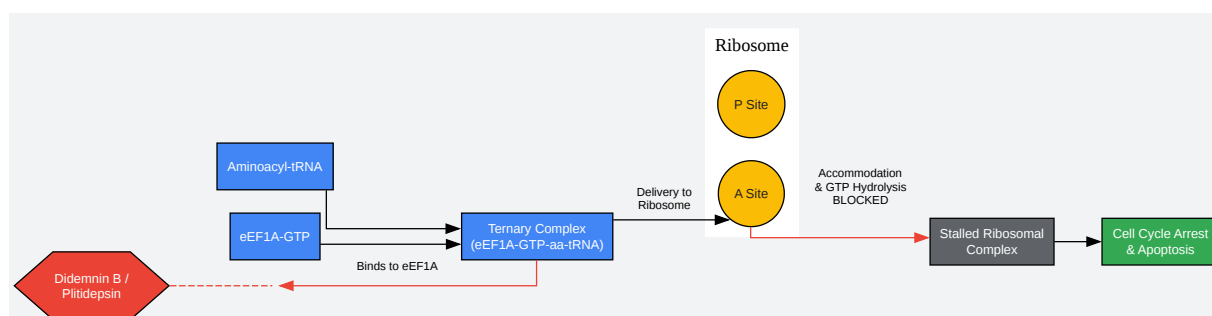 Ribosome
P Site
Aminoacyl-tRNA
A Site
Accommodation
& GTP Hydrolysis
BLOCKED
Delivery to
Ribosome
eEF1A-GTP
Ternary Complex
(eEF1A-GTP-aa-tRNA)
Stalled Ribosomal
Complex
Cell Cycle Arrest
& Apoptosis
Binds to eEF1A
Didemnin B /
Plitidepsin